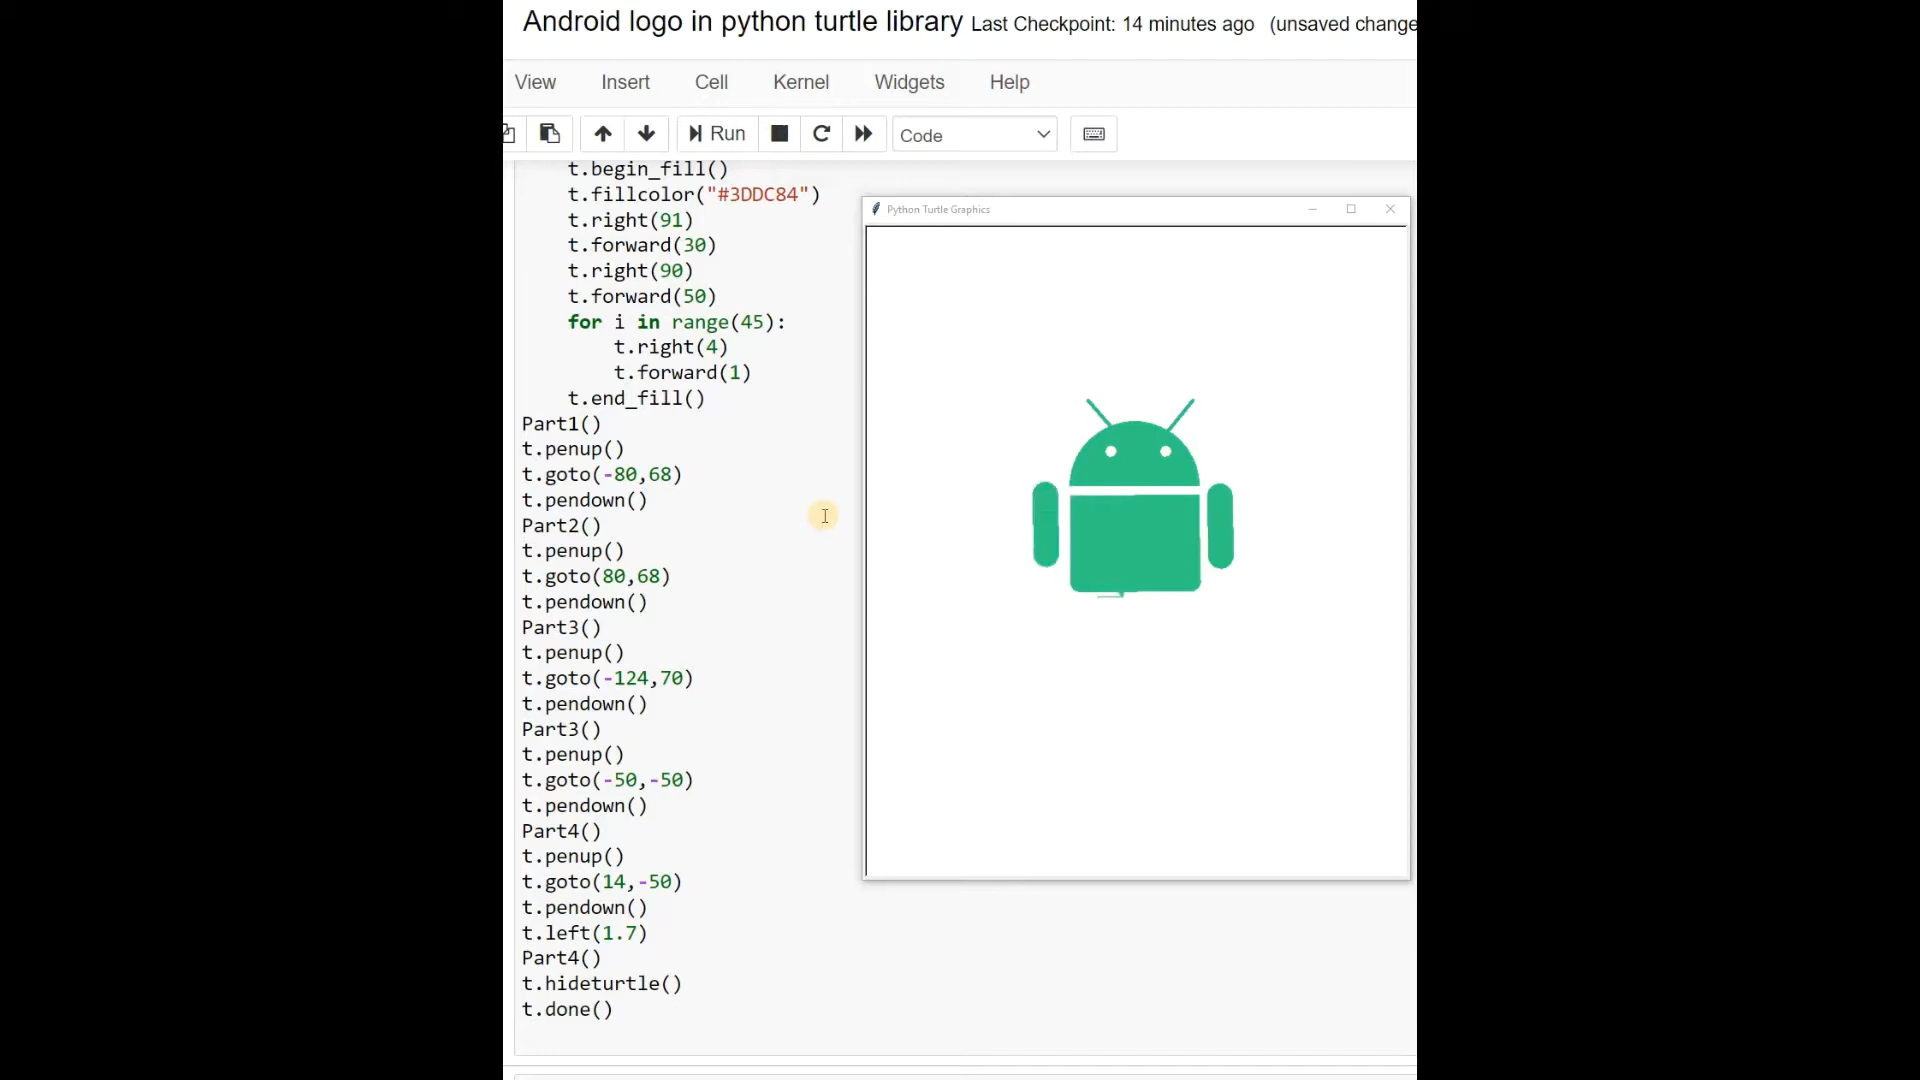 Android logo in python turtle library Last Checkpoint: 14 minutes ago (unsaved change
View Insert Cell Kernel Widgets Help
Run Code
t.begin_fill()
t.fillcolor("#3DDC84")
t.right(91)
t.forward(30)
t.right(90)
t.forward(50)
for i in range(45):
t.right(4)
t.forward(1)
t.end_fill()
Part1()
t.penup()
t.goto(-80,68)
t.pendown()
Part2()
t.penup()
t.goto(80,68)
t.pendown()
Part3()
t.penup()
t.goto(-124,70)
t.pendown()
Part3()
t.penup()
t.goto(-50,-50)
t.pendown()
Part4()
t.penup()
t.goto(14,-50)
t.pendown()
t.left(1.7)
Part4()
t.hideturtle()
t.done()
Python Turtle Graphics